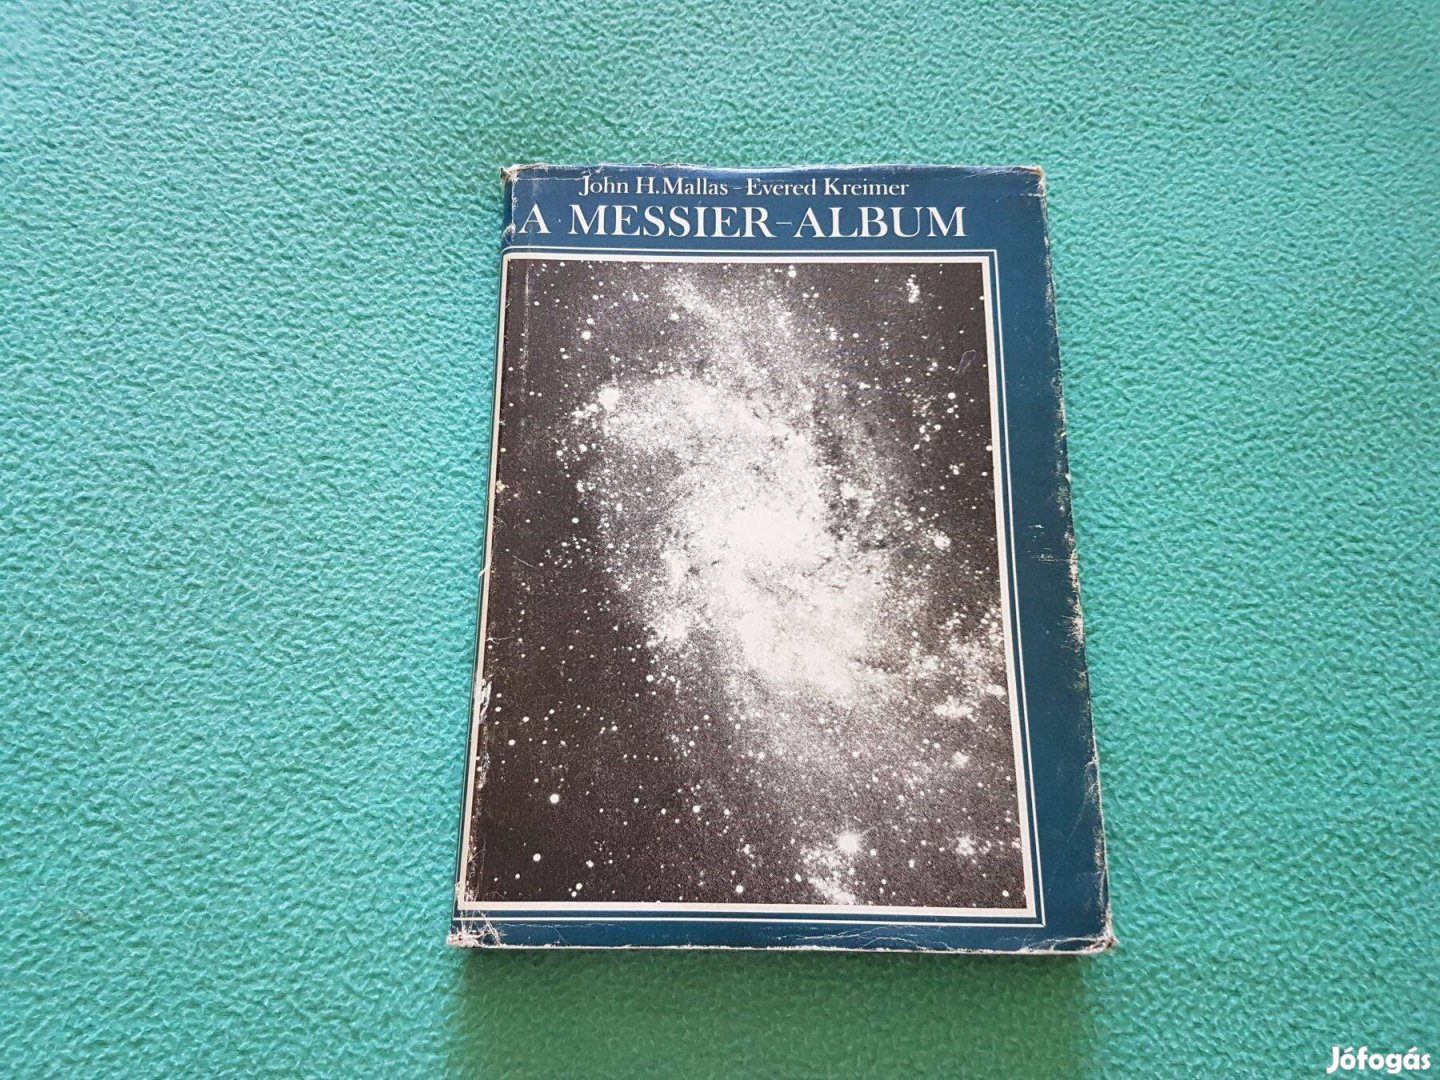 John H. Mallas – Evered Kreimer
A MESSIER–ALBUM
Jófogás